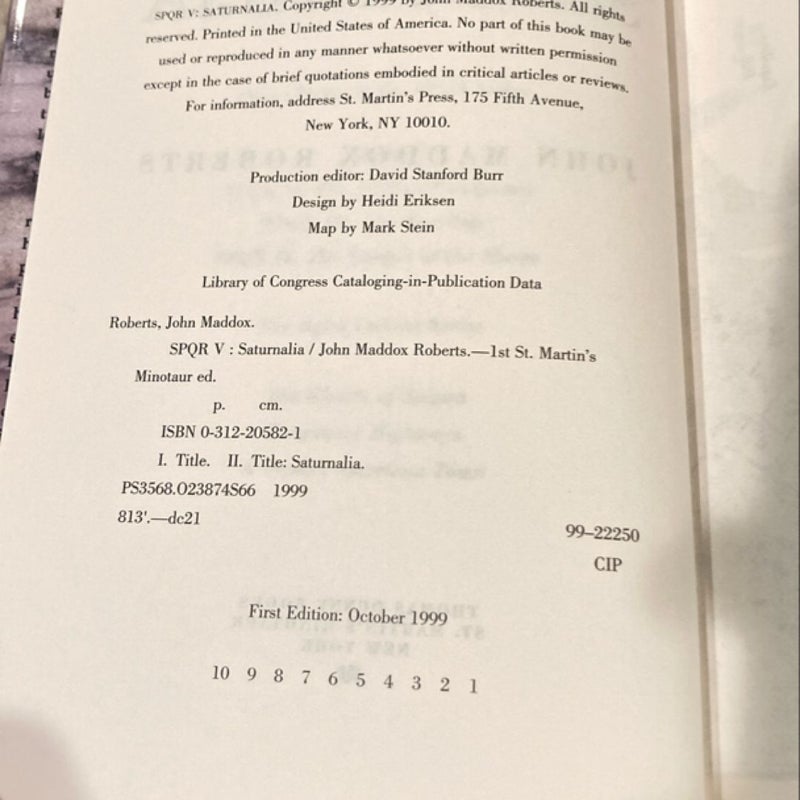 SPQR V: SATURNALIA. Copyright © 1999 by John Maddox Roberts. All rights
reserved. Printed in the United States of America. No part of this book may be
used or reproduced in any manner whatsoever without written permission
except in the case of brief quotations embodied in critical articles or reviews.
For information, address St. Martin's Press, 175 Fifth Avenue,
New York, NY 10010.
Production editor: David Stanford Burr
Design by Heidi Eriksen
Map by Mark Stein
Library of Congress Cataloging-in-Publication Data
Roberts, John Maddox.
SPQR V : Saturnalia / John Maddox Roberts.—1st St. Martin's
Minotaur ed.
p. cm.
ISBN 0-312-20582-1
I. Title. II. Title: Saturnalia.
PS3568.O23874S66 1999
813'.—dc21
99–22250
CIP
First Edition: October 1999
10 9 8 7 6 5 4 3 2 1